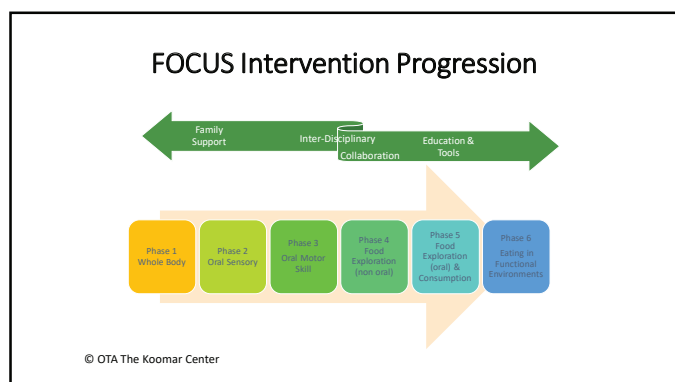 FOCUS Intervention Progression
Family
Support
Inter-Disciplinary
Collaboration
Education &
Tools
Phase 1
Whole Body
Phase 2
Oral Sensory
Phase 3
Oral Motor
Skill
Phase 4
Food
Exploration
(non oral)
Phase 5
Food
Exploration
(oral) &
Consumption
Phase 6
Eating in
Functional
Environments
© OTA The Koomar Center